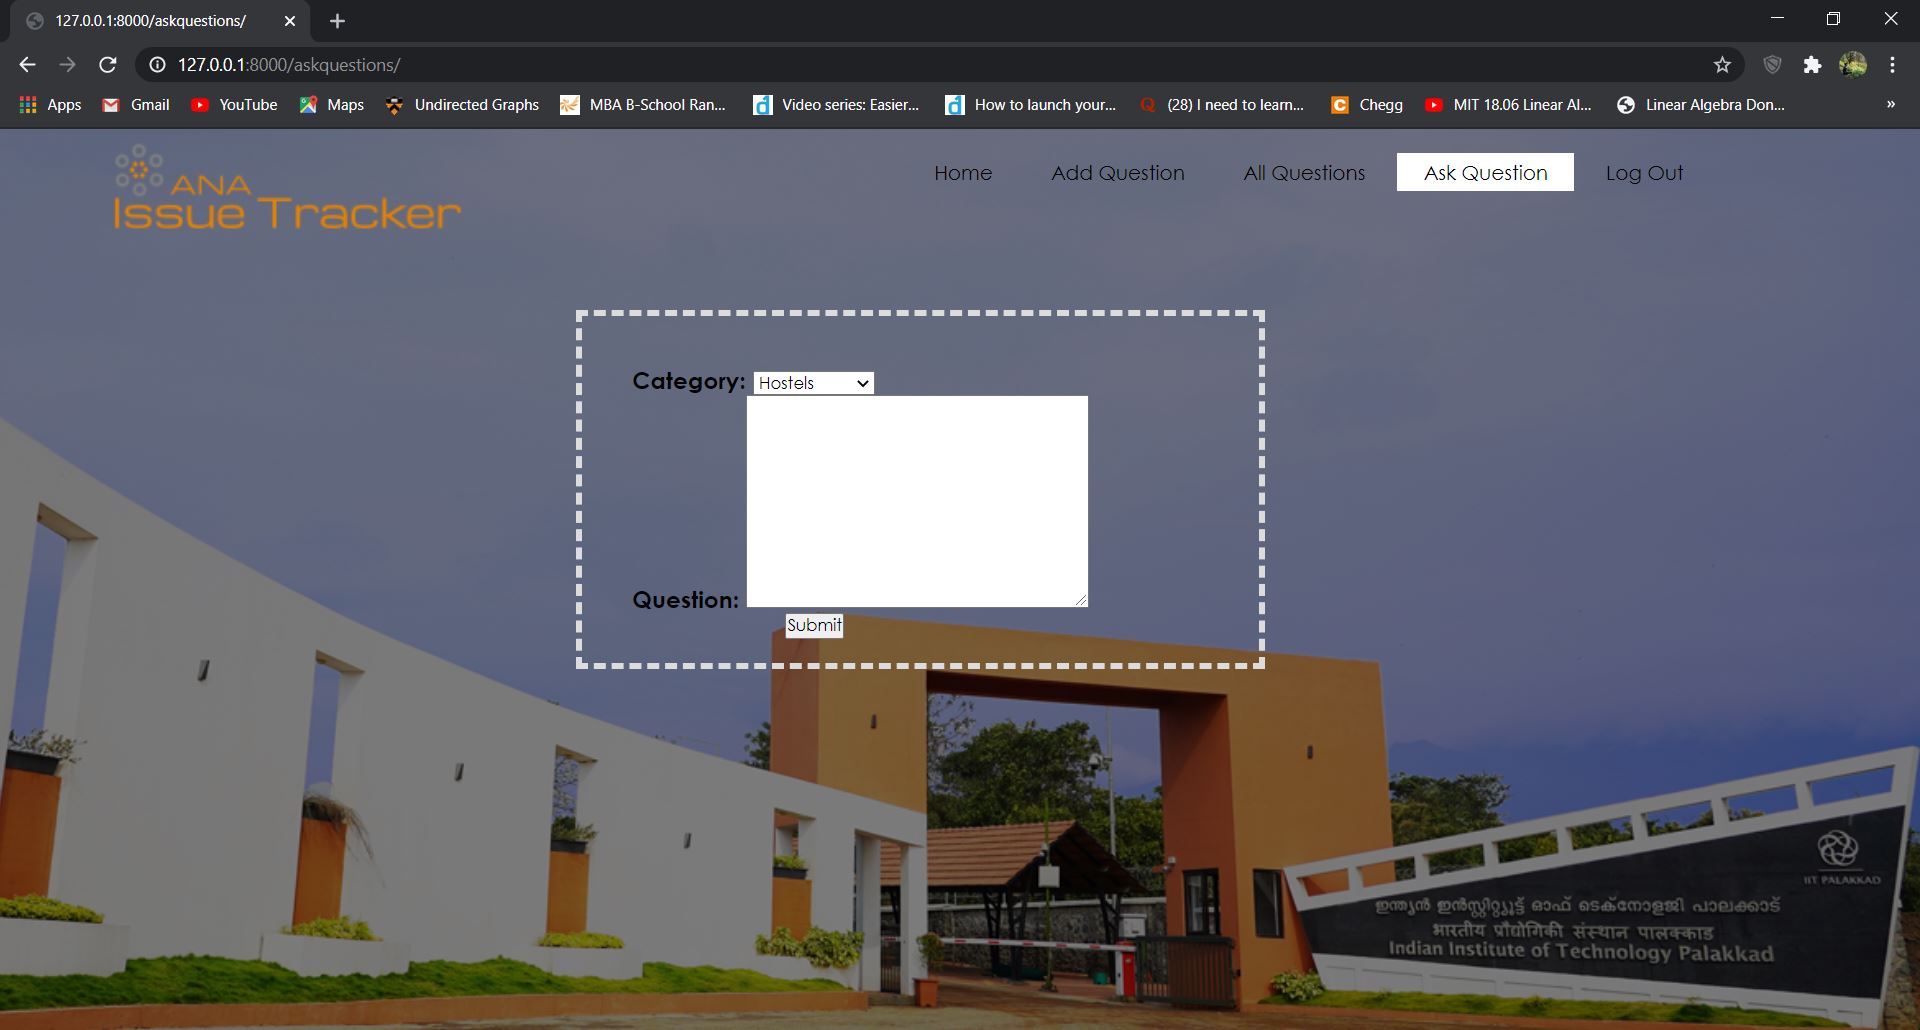 127.0.0.1:8000/askquestions/
127.0.0.1:8000/askquestions/
Apps Gmail YouTube Maps Undirected Graphs MBA B-School Ran... Video series: Easier... How to launch your... (28) I need to learn... Chegg MIT 18.06 Linear Al... Linear Algebra Don... »
ANA
Issue Tracker
Home Add Question All Questions Ask Question Log Out
Category: Hostels
Question:
Submit
IIT PALAKKAD
ഇന്ത്യൻ ഇൻസ്റ്റിറ്റ്യൂട്ട് ഓഫ് ടെക്നോളജി പാലക്കാട്
भारतीय प्रौद्योगिकी संस्थान पालक्काड
Indian Institute of Technology Palakkad